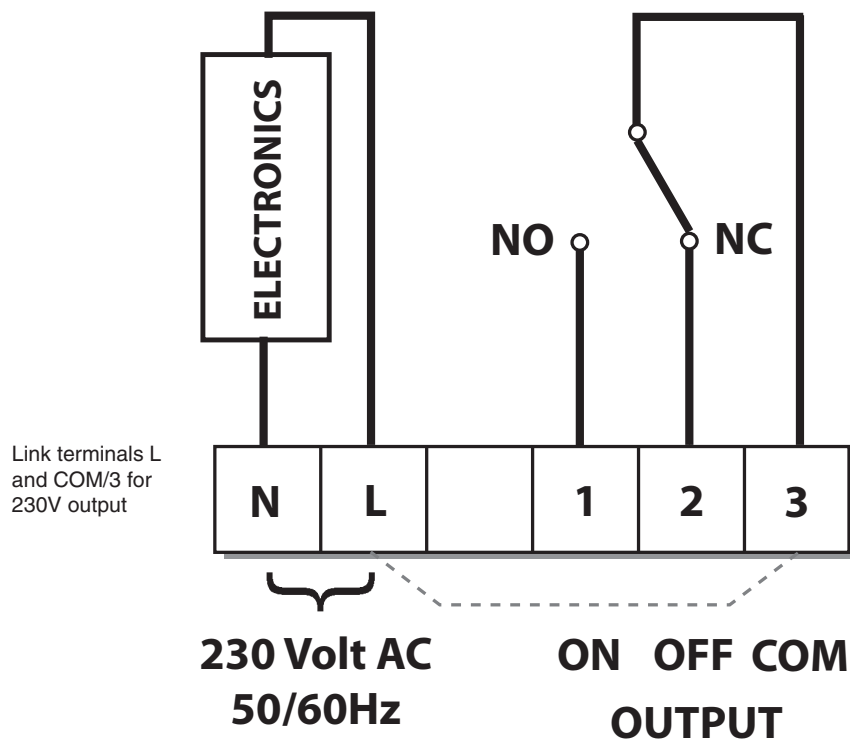 ELECTRONICS
NO
NC
Link terminals L
and COM/3 for
230V output
N L 1 2 3
230 Volt AC
50/60Hz
ON OFF COM
OUTPUT